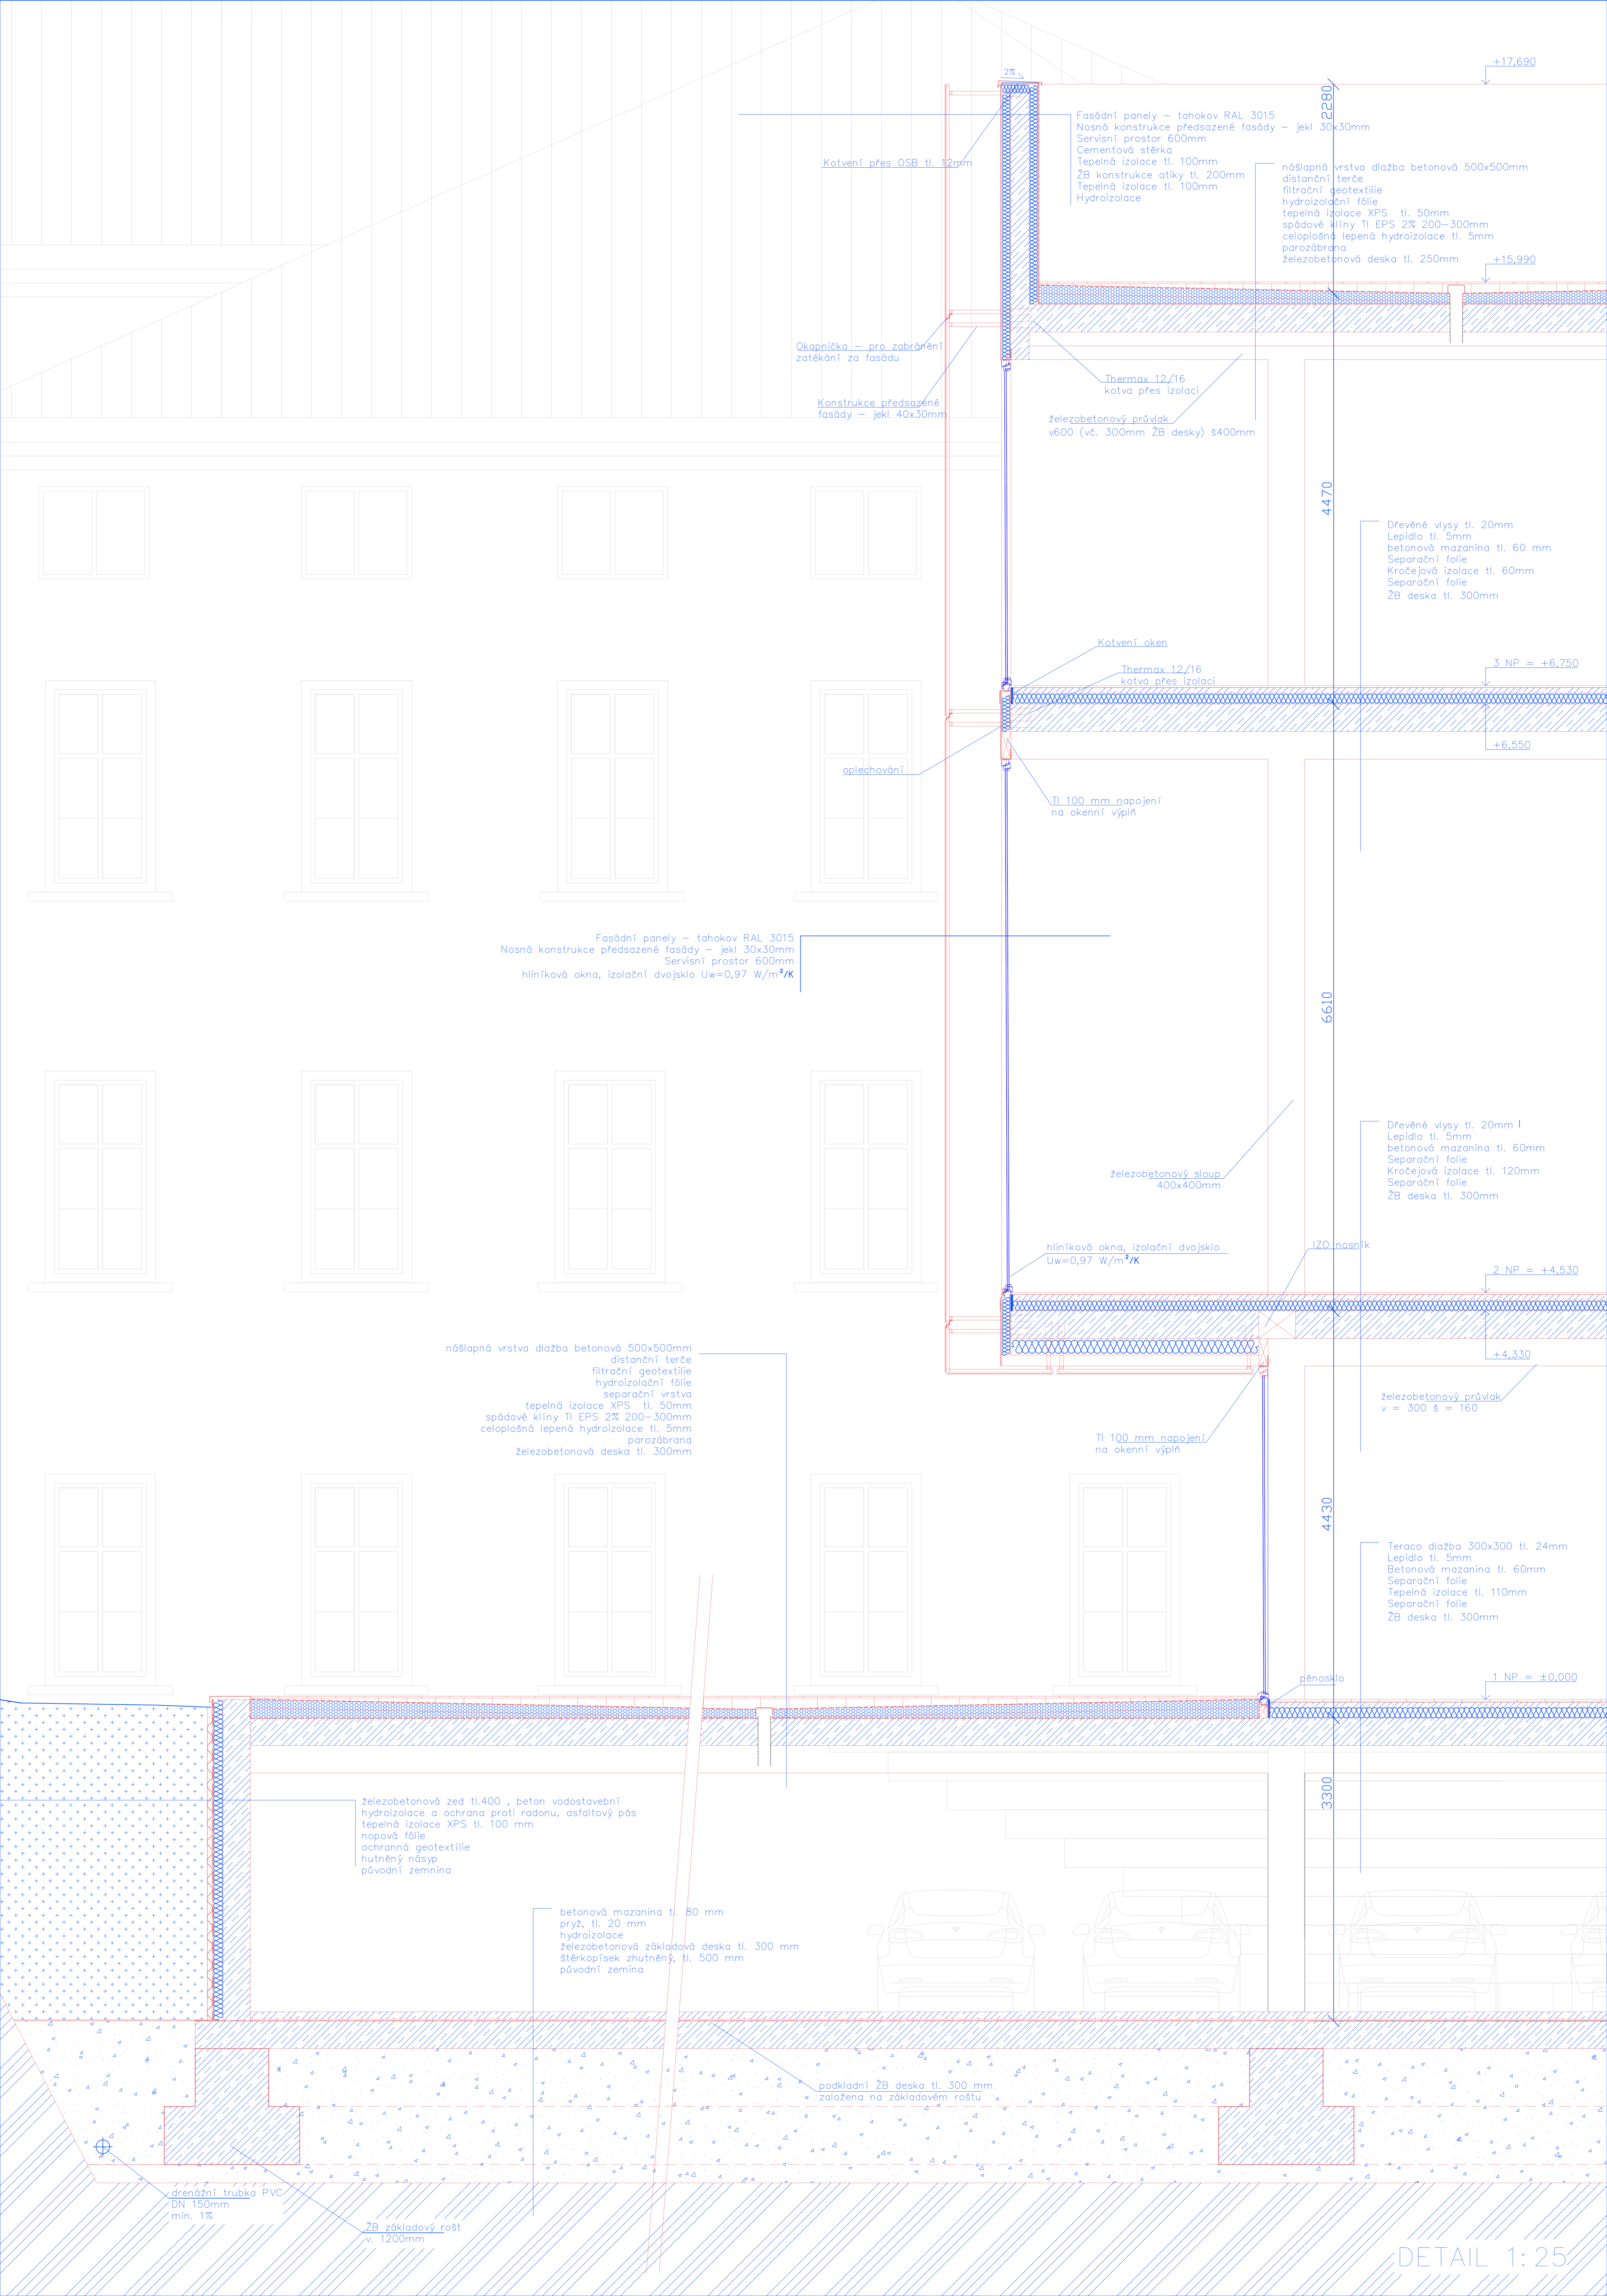 2%
+17,690
2280
Fasádní panely – tahokov RAL 3015
Nosná konstrukce předsazené fasády – jekl 30x30mm
Servisní prostor 600mm
Cementová stěrka
Tepelná izolace tl. 100mm
ŽB konstrukce atiky tl. 200mm
Tepelná izolace tl. 100mm
Hydroizolace
Kotvení přes OSB tl. 12mm
nášlapná vrstva dlažba betonová 500x500mm
distanční terče
filtrační geotextilie
hydroizolační fólie
tepelná izolace XPS tl. 50mm
spádové klíny TI EPS 2% 200–300mm
celoplošná lepená hydroizolace tl. 5mm
parozábrana
železobetonová deska tl. 250mm
+15,990
Okapnička – pro zabránění
zatékání za fasádu
Thermax 12/16
kotva přes izolaci
Konstrukce předsazené
fasády – jekl 40x30mm
železobetonový průvlak
v600 (vč. 300mm ŽB desky) š400mm
4470
Dřevěné vlysy tl. 20mm
Lepidlo tl. 5mm
betonová mazanina tl. 60 mm
Separační folie
Kročejová izolace tl. 60mm
Separační folie
ŽB deska tl. 300mm
Kotvení oken
3 NP = +6,750
Thermax 12/16
kotva přes izolaci
+6,550
oplechování
TI 100 mm napojení
na okenní výplň
Fasádní panely – tahokov RAL 3015
Nosná konstrukce předsazené fasády – jekl 30x30mm
Servisní prostor 600mm
hliníková okna, izolační dvojsklo Uw=0,97 W/m²/K
6610
Dřevěné vlysy tl. 20mm
Lepidlo tl. 5mm
betonová mazanina tl. 60mm
Separační folie
Kročejová izolace tl. 120mm
Separační folie
ŽB deska tl. 300mm
železobetonový sloup
400x400mm
IZO nosník
hliníková okna, izolační dvojsklo
Uw=0,97 W/m²/K
2 NP = +4,530
+4,330
nášlapná vrstva dlažba betonová 500x500mm
distanční terče
filtrační geotextilie
hydroizolační fólie
separační vrstva
tepelná izolace XPS tl. 50mm
spádové klíny TI EPS 2% 200–300mm
celoplošná lepená hydroizolace tl. 5mm
parozábrana
železobetonová deska tl. 300mm
železobetonový průvlak
v = 300 š = 160
TI 100 mm napojení
na okenní výplň
4430
Teraco dlažba 300x300 tl. 24mm
Lepidlo tl. 5mm
Betonová mazanina tl. 60mm
Separační folie
Tepelná izolace tl. 110mm
Separační folie
ŽB deska tl. 300mm
pěnosklo
1 NP = ±0,000
3300
železobetonová zed tl.400 , beton vodostavební
hydroizolace a ochrana proti radonu, asfaltový pás
tepelná izolace XPS tl. 100 mm
nopová fólie
ochranná geotextílie
hutněný násyp
původní zemnina
betonová mazanina tl. 80 mm
pryž, tl. 20 mm
hydroizolace
železobetonová základová deska tl. 300 mm
štěrkopísek zhutněný, tl. 500 mm
původní zemina
podkladní ŽB deska tl. 300 mm
založena na základovém roštu
drenážní trubka PVC
DN 150mm
min. 1%
ŽB základový rošt
v. 1200mm
DETAIL 1:25